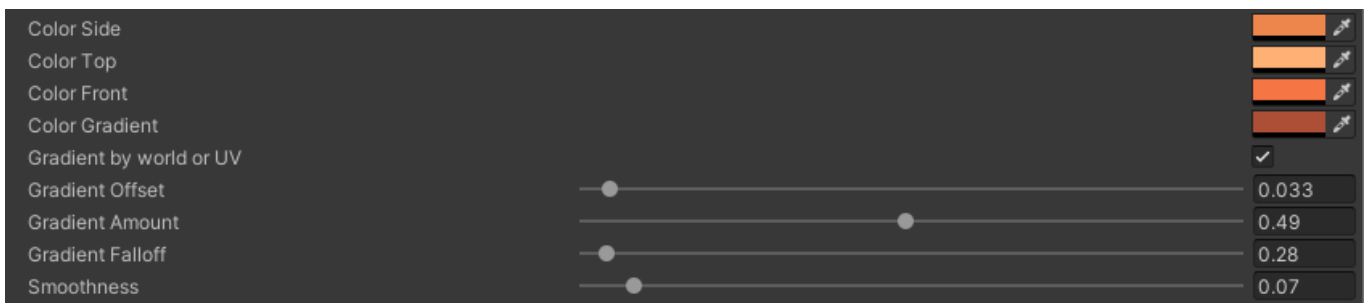 Color Side
Color Top
Color Front
Color Gradient
Gradient by world or UV
Gradient Offset 0.033
Gradient Amount 0.49
Gradient Falloff 0.28
Smoothness 0.07